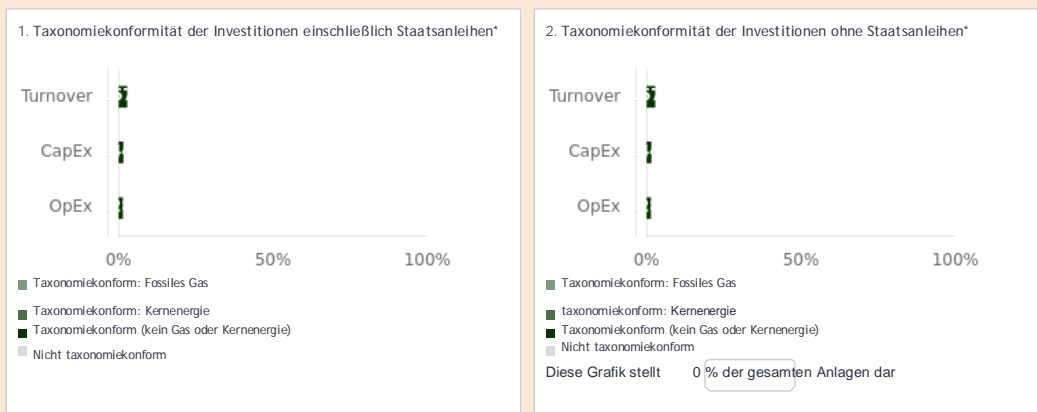 1. Taxonomiekonformität der Investitionen einschließlich Staatsanleihen*
Turnover
CapEx
OpEx
0% 50% 100%
Taxonomiekonform: Fossiles Gas
Taxonomiekonform: Kernenergie
Taxonomiekonform (kein Gas oder Kernenergie)
Nicht taxonomiekonform
2. Taxonomiekonformität der Investitionen ohne Staatsanleihen*
Turnover
CapEx
OpEx
0% 50% 100%
Taxonomiekonform: Fossiles Gas
taxonomiekonform: Kernenergie
Taxonomiekonform (kein Gas oder Kernenergie)
Nicht taxonomiekonform
Diese Grafik stellt 0 % der gesamten Anlagen dar